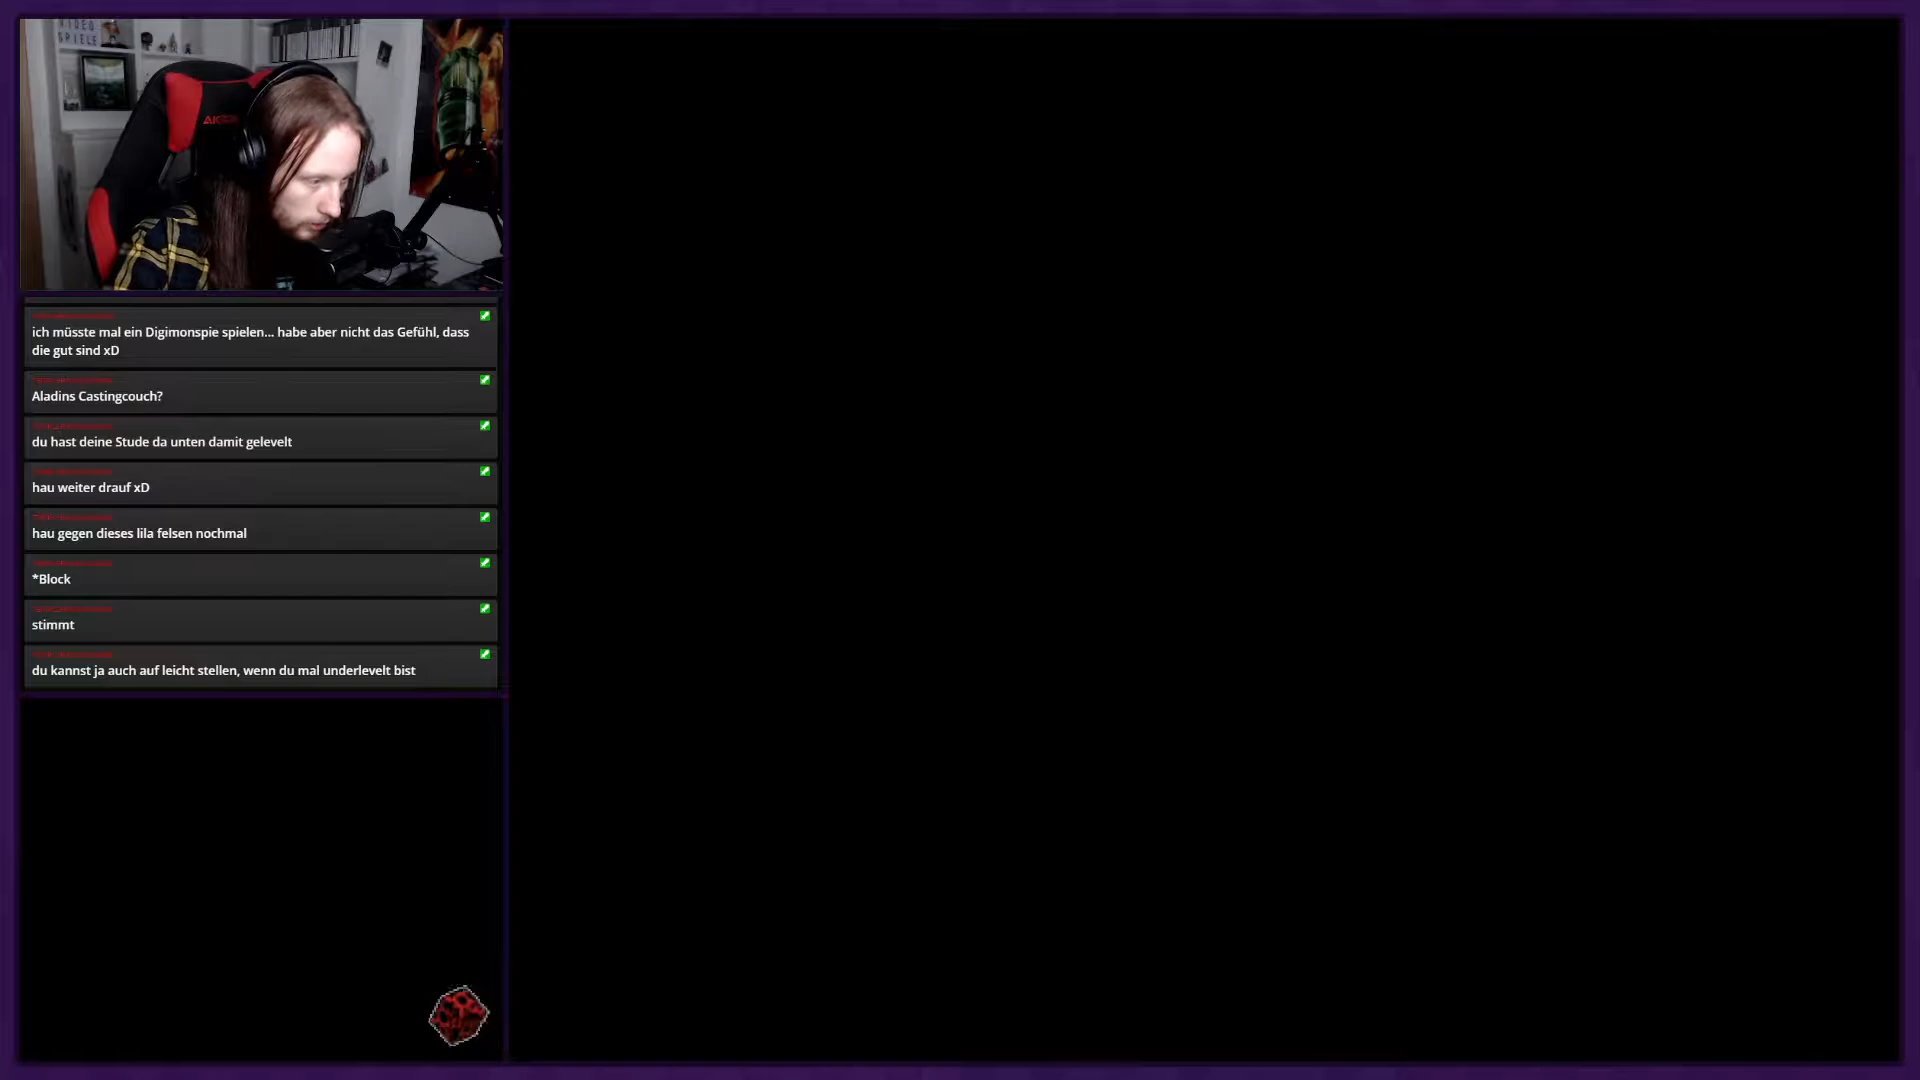 VIDEO
SPIELE
ich müsste mal ein Digimonspie spielen... habe aber nicht das Gefühl, dass
die gut sind xD
Aladins Castingcouch?
du hast deine Stude da unten damit gelevelt
hau weiter drauf xD
hau gegen dieses lila felsen nochmal
*Block
stimmt
du kannst ja auch auf leicht stellen, wenn du mal underlevelt bist